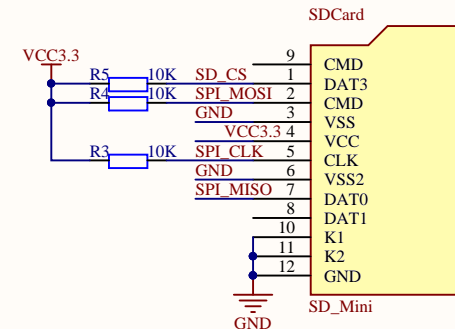 SDCard
VCC3.3
9 CMD
R5 10K SD_CS 1 DAT3
R4 10K SPI_MOSI 2 CMD
GND 3 VSS
VCC3.3 4 VCC
R3 10K SPI_CLK 5 CLK
GND 6 VSS2
SPI_MISO 7 DAT0
8 DAT1
10 K1
11 K2
12 GND
SD_Mini
GND